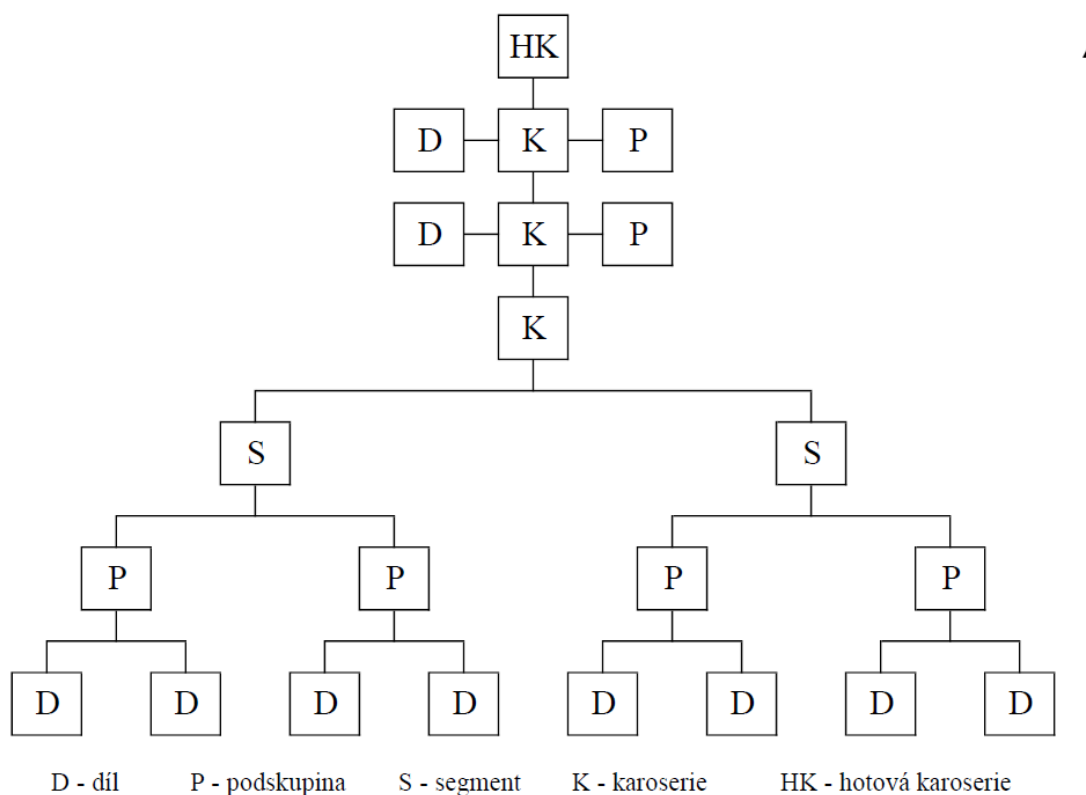 HK
D K P
D K P
K
S S
P P P P
D D D D D D D D
D - díl P - podskupina S - segment K - karoserie HK - hotová karoserie